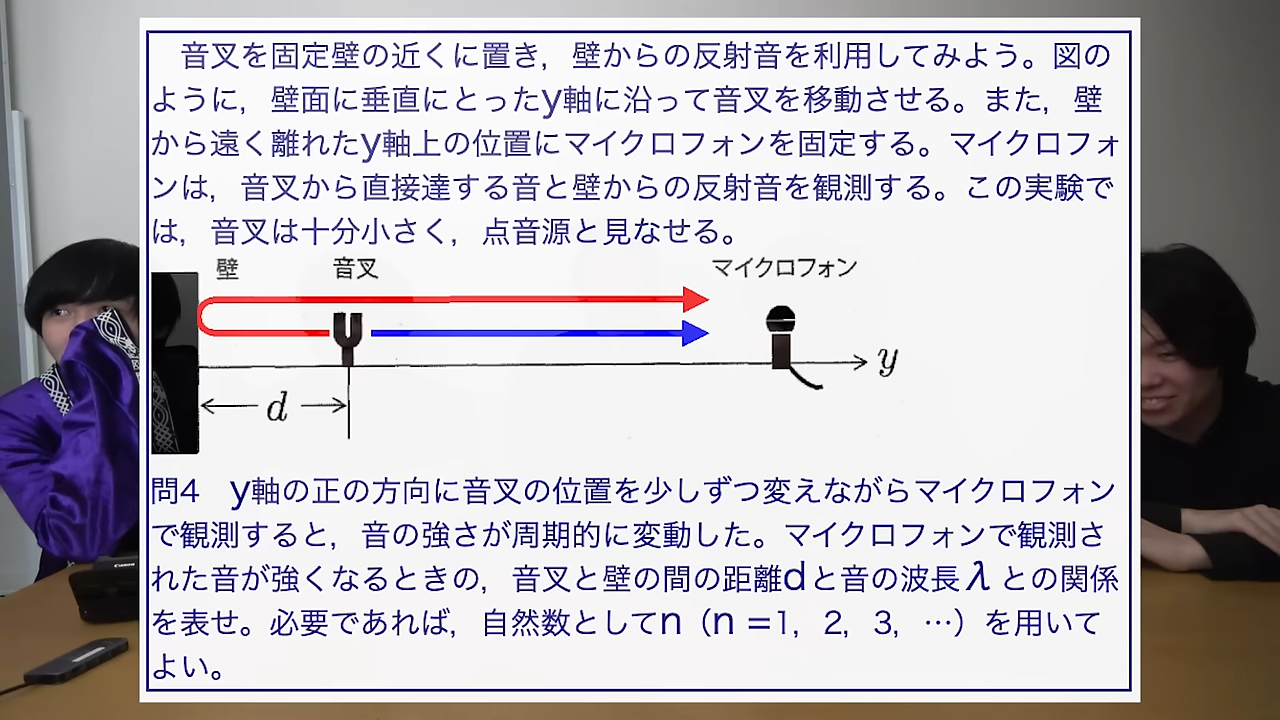 音叉を固定壁の近くに置き，壁からの反射音を利用してみよう。図の
ように，壁面に垂直にとったy軸に沿って音叉を移動させる。また，壁
から遠く離れたy軸上の位置にマイクロフォンを固定する。マイクロフォ
ンは，音叉から直接達する音と壁からの反射音を観測する。この実験で
は，音叉は十分小さく，点音源と見なせる。
壁 音叉 マイクロフォン
y
d
問4　y軸の正の方向に音叉の位置を少しずつ変えながらマイクロフォン
で観測すると，音の強さが周期的に変動した。マイクロフォンで観測さ
れた音が強くなるときの，音叉と壁の間の距離dと音の波長λとの関係
を表せ。必要であれば，自然数としてn（n＝1，2，3，…）を用いて
よい。
Canon